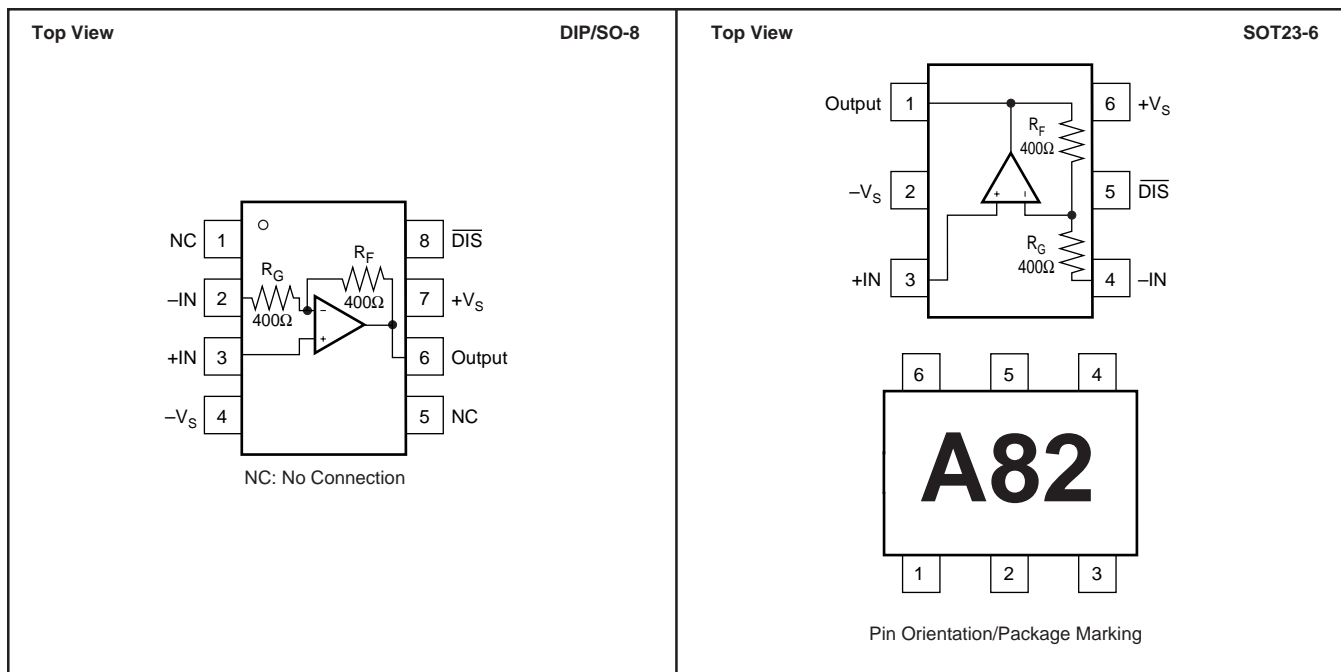 Top View DIP/SO-8
NC 1
8 DIS
RG
400Ω
RF
400Ω
–IN 2
7 +VS
+IN 3
6 Output
–VS 4
5 NC
−
+
NC: No Connection
Top View SOT23-6
Output 1
6 +VS
RF
400Ω
–VS 2
5 DIS
+
−
RG
400Ω
+IN 3
4 –IN
6 5 4
A82
1 2 3
Pin Orientation/Package Marking